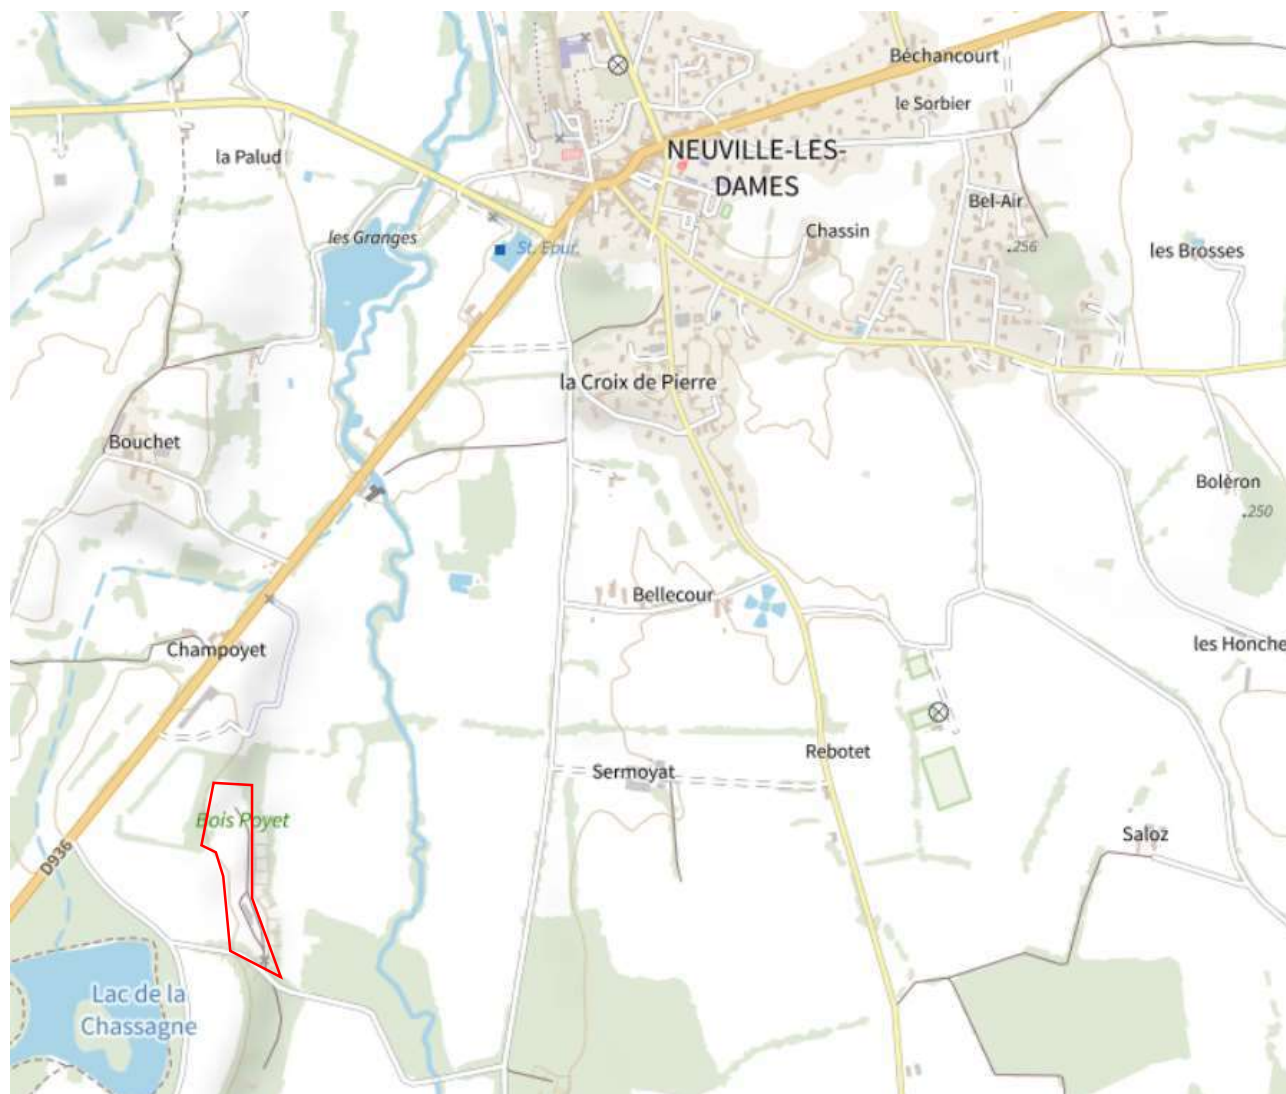 Béchancourt
le Sorbier
la Palud
NEUVILLE-LES-
DAMES
Bel-Air
Chassin
les Granges
St. Epur.
.256
les Brosses
la Croix de Pierre
Bouchet
Bolèron
.250
Bellecour
les Honche
Champoyet
Rebotet
Sermoyat
Bois Poyet
Saloz
D936
Lac de la
Chassagne